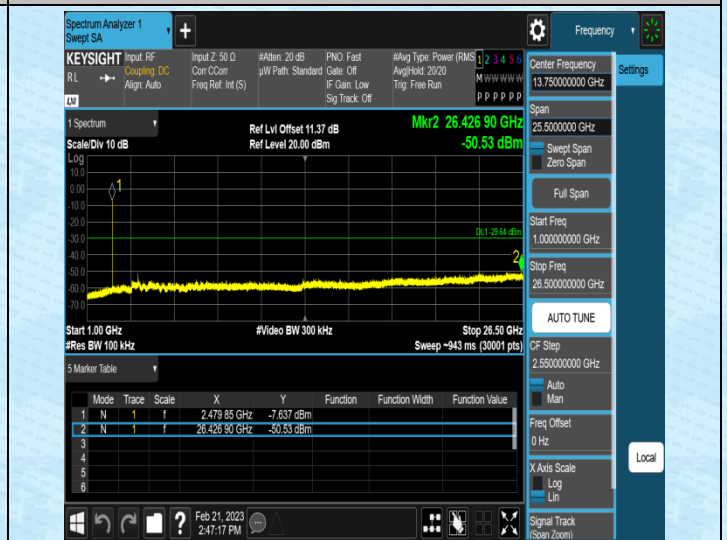 Spectrum Analyzer 1
Swept SA
+
Frequency
KEYSIGHT
RL
LXI
Input: RF
Coupling: DC
Align: Auto
Input Z: 50 Ω
Corr CCorr
Freq Ref: Int (S)
#Atten: 20 dB
µW Path: Standard
PNO: Fast
Gate: Off
IF Gain: Low
Sig Track: Off
#Avg Type: Power (RMS
Avg|Hold: 20/20
Trig: Free Run
1 2 3 4 5 6
M W W W W W
P P P P P P
1 Spectrum
Scale/Div 10 dB
Ref Lvl Offset 11.37 dB
Ref Level 20.00 dBm
Mkr2 26.426 90 GHz
-50.53 dBm
Log
10.0
0.00
-10.0
-20.0
-30.0
-40.0
-50.0
-60.0
-70.0
1
DL1 -29.64 dBm
2
Start 1.00 GHz
#Res BW 100 kHz
#Video BW 300 kHz
Stop 26.50 GHz
Sweep ~943 ms (30001 pts)
5 Marker Table
Mode Trace Scale X Y Function Function Width Function Value
1 N 1 f 2.479 85 GHz -7.637 dBm
2 N 1 f 26.426 90 GHz -50.53 dBm
3
4
5
6
?
Feb 21, 2023
2:47:17 PM
Center Frequency
13.750000000 GHz
Settings
Span
25.5000000 GHz
Swept Span
Zero Span
Full Span
Start Freq
1.000000000 GHz
Stop Freq
26.500000000 GHz
AUTO TUNE
CF Step
2.550000000 GHz
Auto
Man
Freq Offset
0 Hz
X Axis Scale
Log
Lin
Local
Signal Track
(Span Zoom)